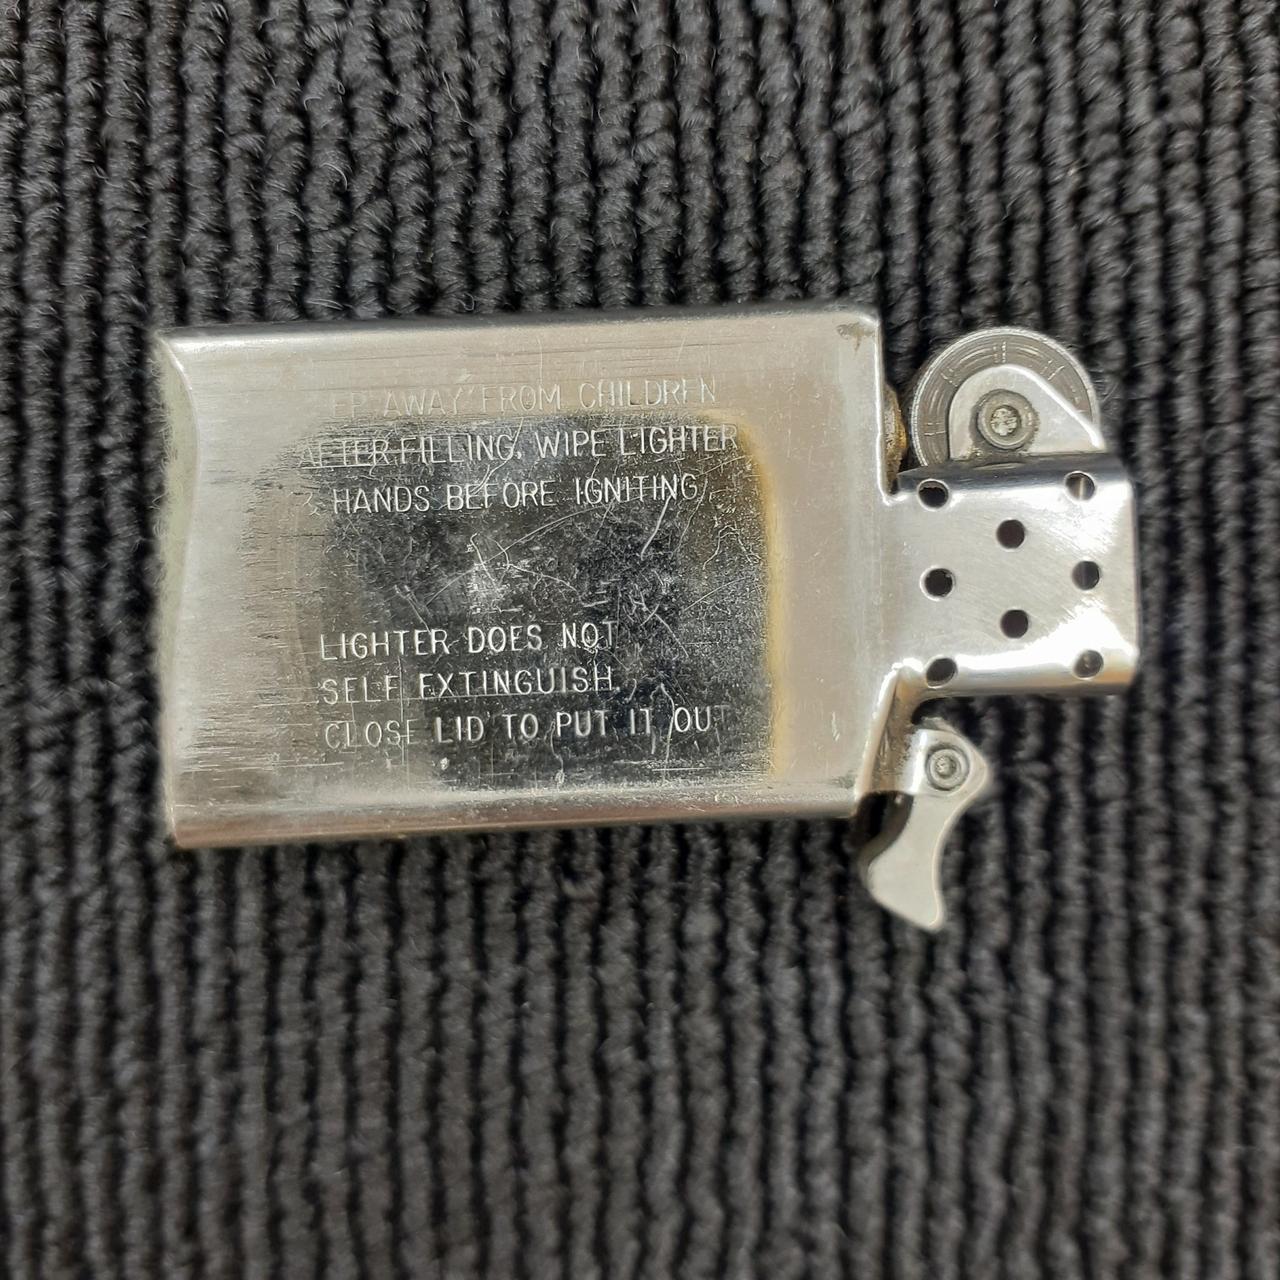 EP AWAY FROM CHILDREN
AFTER FILLING, WIPE LIGHTER
& HANDS BEFORE IGNITING
LIGHTER DOES NOT
SELF EXTINGUISH.
CLOSE LID TO PUT IT OUT